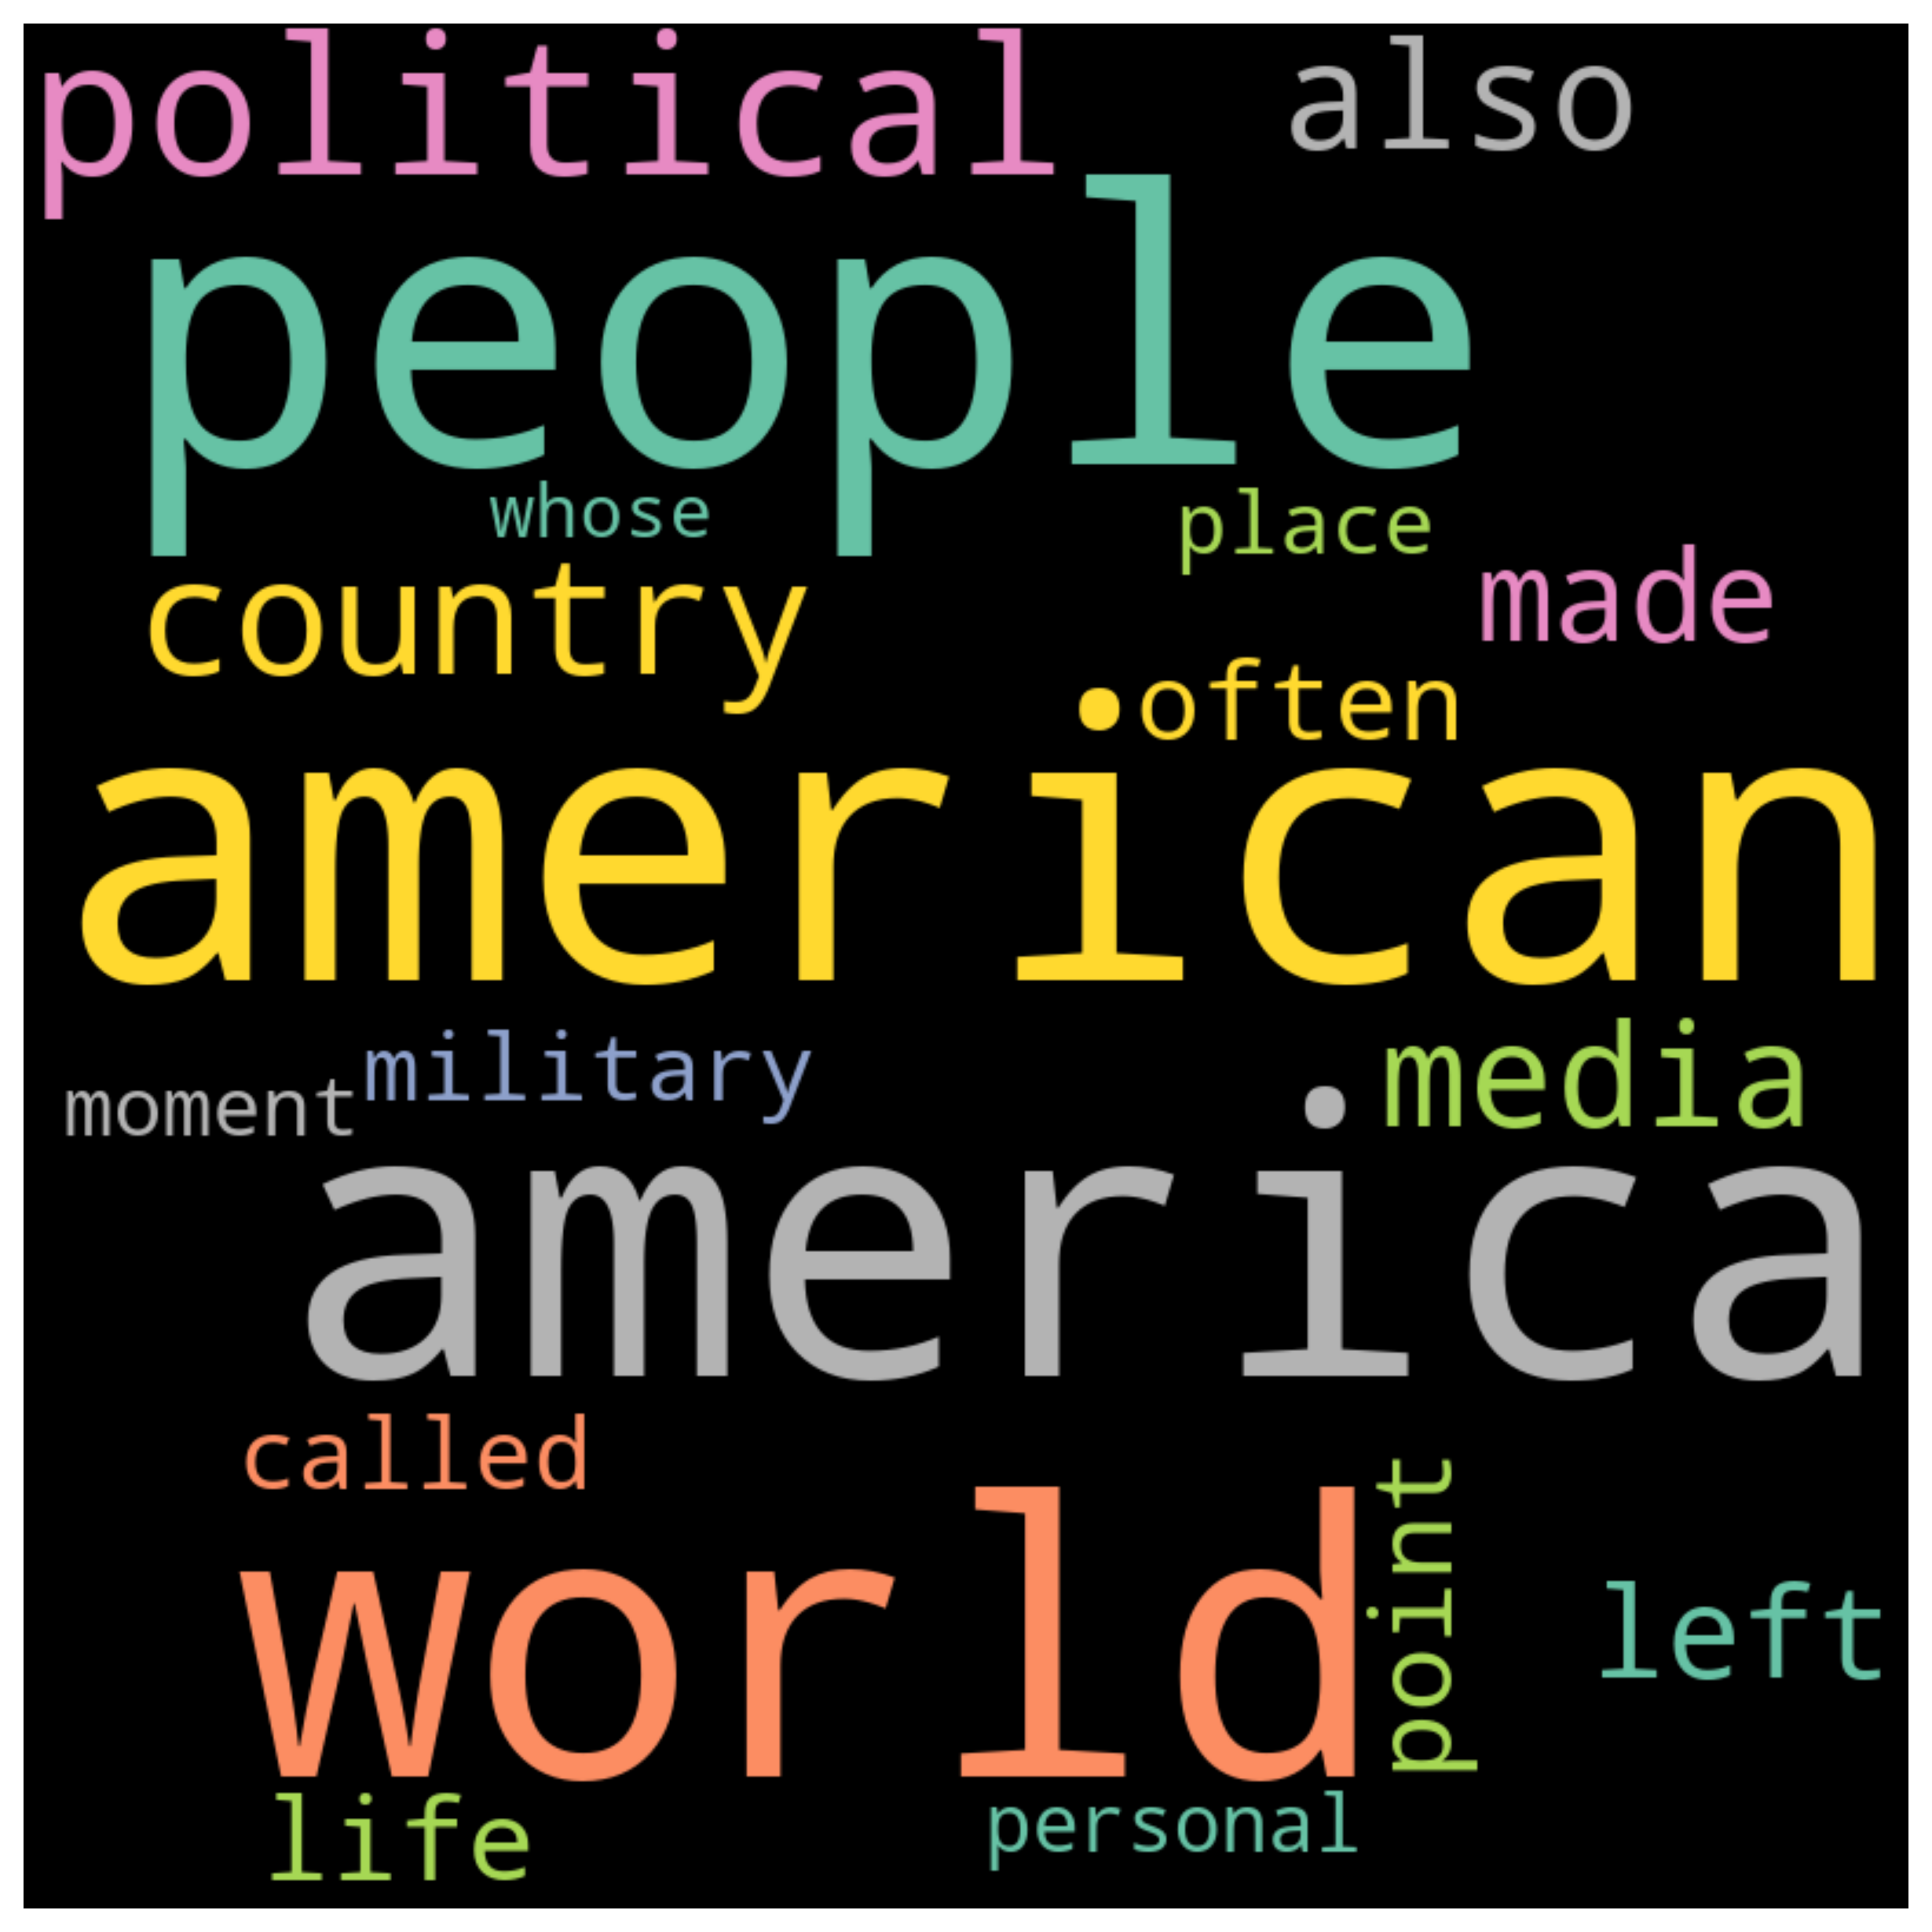 political
also
people
whose
place
country
made
often
american
military
media
moment
america
called
world
point
left
life
personal